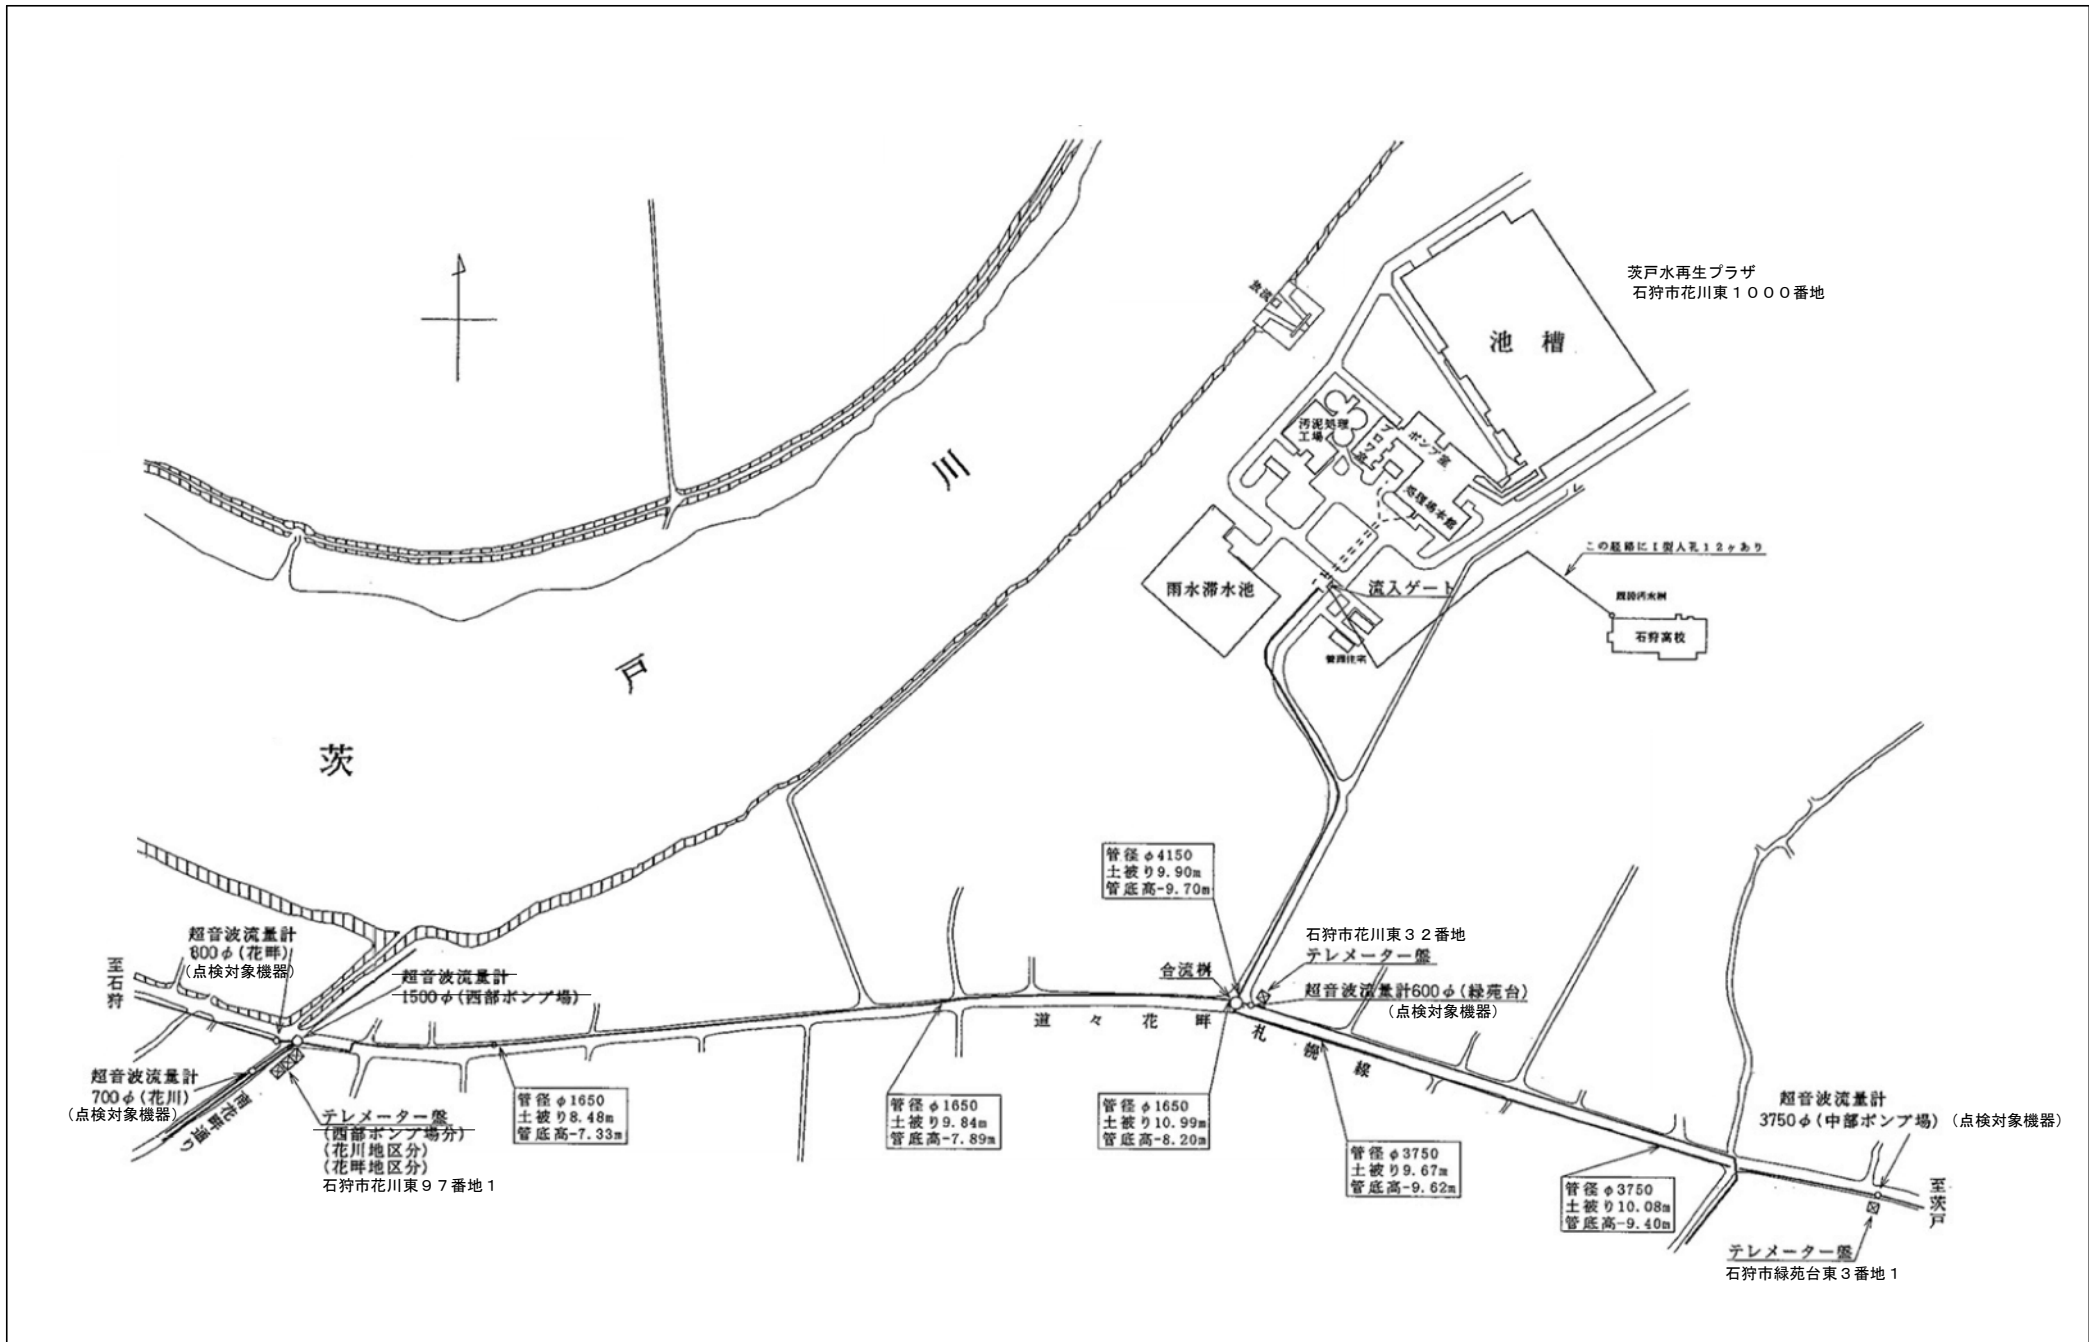 茨戸水再生プラザ
石狩市花川東１０００番地
池 槽
汚泥処理
工場
ブロワ室
ポンプ室
処理場本館
川
この経路にⅠ型人孔１２ヶあり
雨水滞水池
流入ゲート
石狩高校
管理住宅
戸
茨
管径φ4150
土被り9.90m
管底高-9.70m
超音波流量計
800φ(花畔)
（点検対象機器）
至石狩
超音波流量計
1500φ(西部ポンプ場)
石狩市花川東３２番地
テレメーター盤
合流桝
超音波流量計600φ(緑苑台)
（点検対象機器）
道々花畔札幌線
超音波流量計
700φ(花川)
（点検対象機器）
南花畔通り
テレメーター盤
(西部ポンプ場分)
(花川地区分)
(花畔地区分)
石狩市花川東９７番地１
管径φ1650
土被り8.48m
管底高-7.33m
管径φ1650
土被り9.84m
管底高-7.89m
管径φ1650
土被り10.99m
管底高-8.20m
管径φ3750
土被り9.67m
管底高-9.62m
管径φ3750
土被り10.08m
管底高-9.40m
超音波流量計
3750φ(中部ポンプ場)（点検対象機器）
至茨戸
テレメーター盤
石狩市緑苑台東３番地１